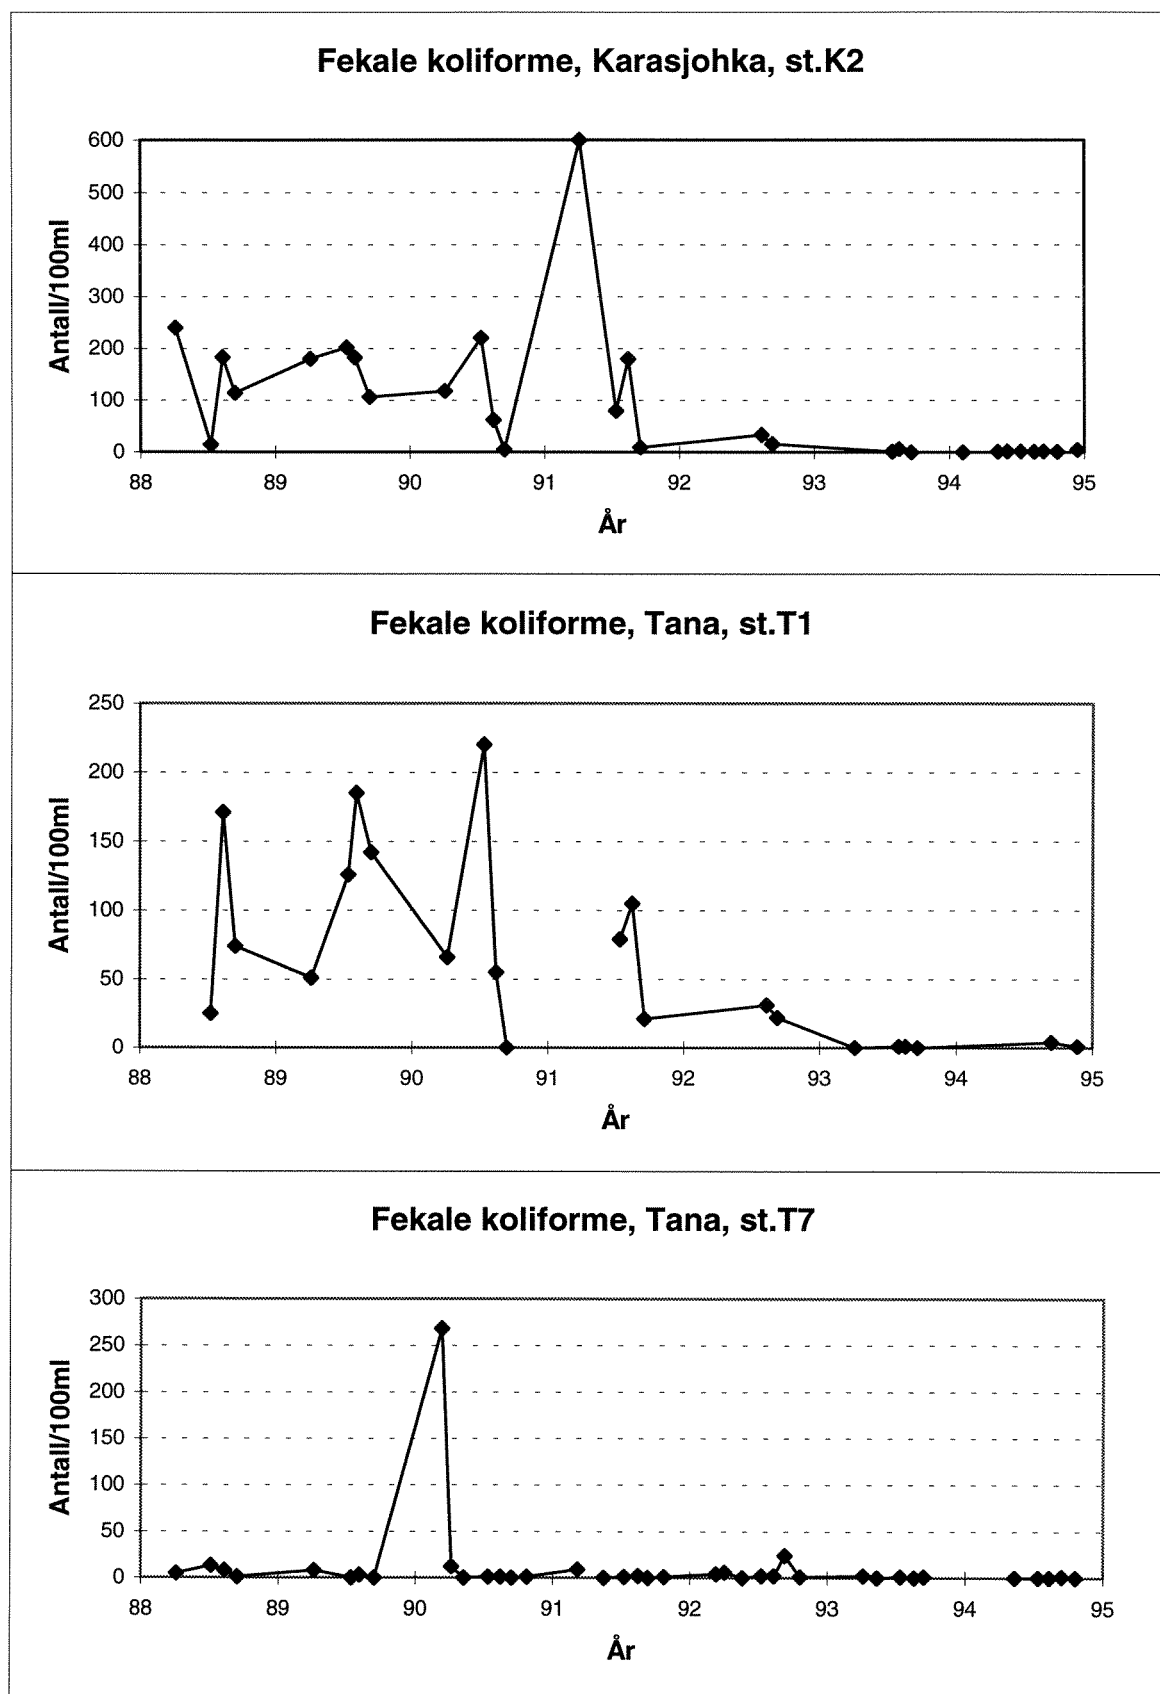 Fekale koliforme, Karasjohka, st.K2
600
500
400
300
200
100
0
Antall/100ml
88 89 90 91 92 93 94 95
År
Fekale koliforme, Tana, st.T1
250
200
150
100
50
0
Antall/100ml
88 89 90 91 92 93 94 95
År
Fekale koliforme, Tana, st.T7
300
250
200
150
100
50
0
Antall/100ml
88 89 90 91 92 93 94 95
År